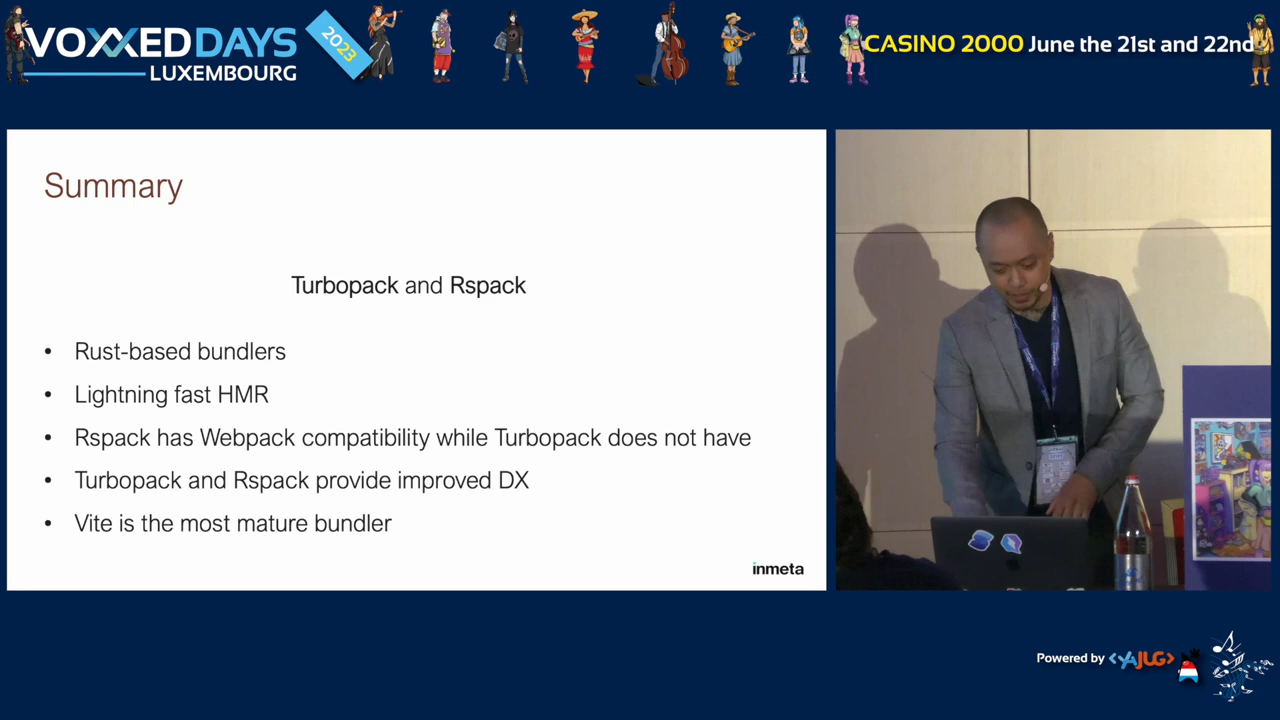 VOXXED DAYS
LUXEMBOURG
2023
CASINO 2000 June the 21st and 22nd
Summary
Turbopack and Rspack
• Rust-based bundlers
• Lightning fast HMR
• Rspack has Webpack compatibility while Turbopack does not have
• Turbopack and Rspack provide improved DX
• Vite is the most mature bundler
inmeta
Powered by <YAJUG>